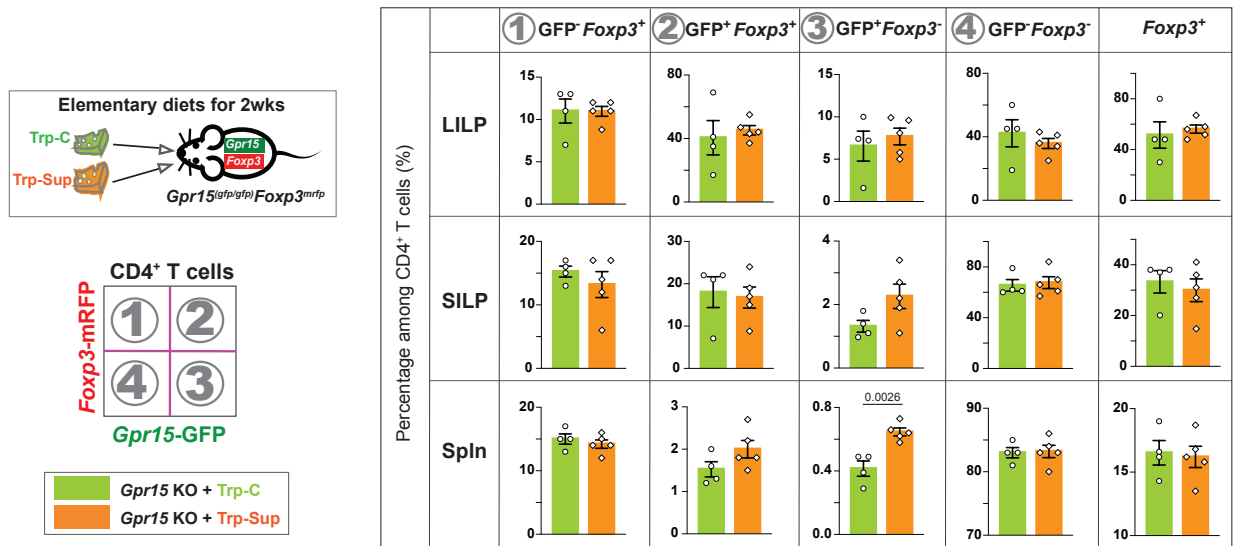 Elementary diets for 2wks
Trp-C
Trp-Sup
Gpr15
Foxp3
Gpr15(gfp/gfp)Foxp3mrfp
CD4+ T cells
Foxp3-mRFP
1 2
4 3
Gpr15-GFP
Gpr15 KO + Trp-C
Gpr15 KO + Trp-Sup
Percentage among CD4+ T cells (%)
1 GFP- Foxp3+
2 GFP+ Foxp3+
3 GFP+ Foxp3-
4 GFP- Foxp3-
Foxp3+
LILP
15
10
5
0
80
40
0
15
10
5
0
80
40
0
80
60
40
20
0
SILP
20
10
0
30
20
10
0
4
2
0
80
60
0
40
20
0
Spln
20
10
0
3
2
1
0
0.0026
0.8
0.4
0.0
90
80
70
20
15
10